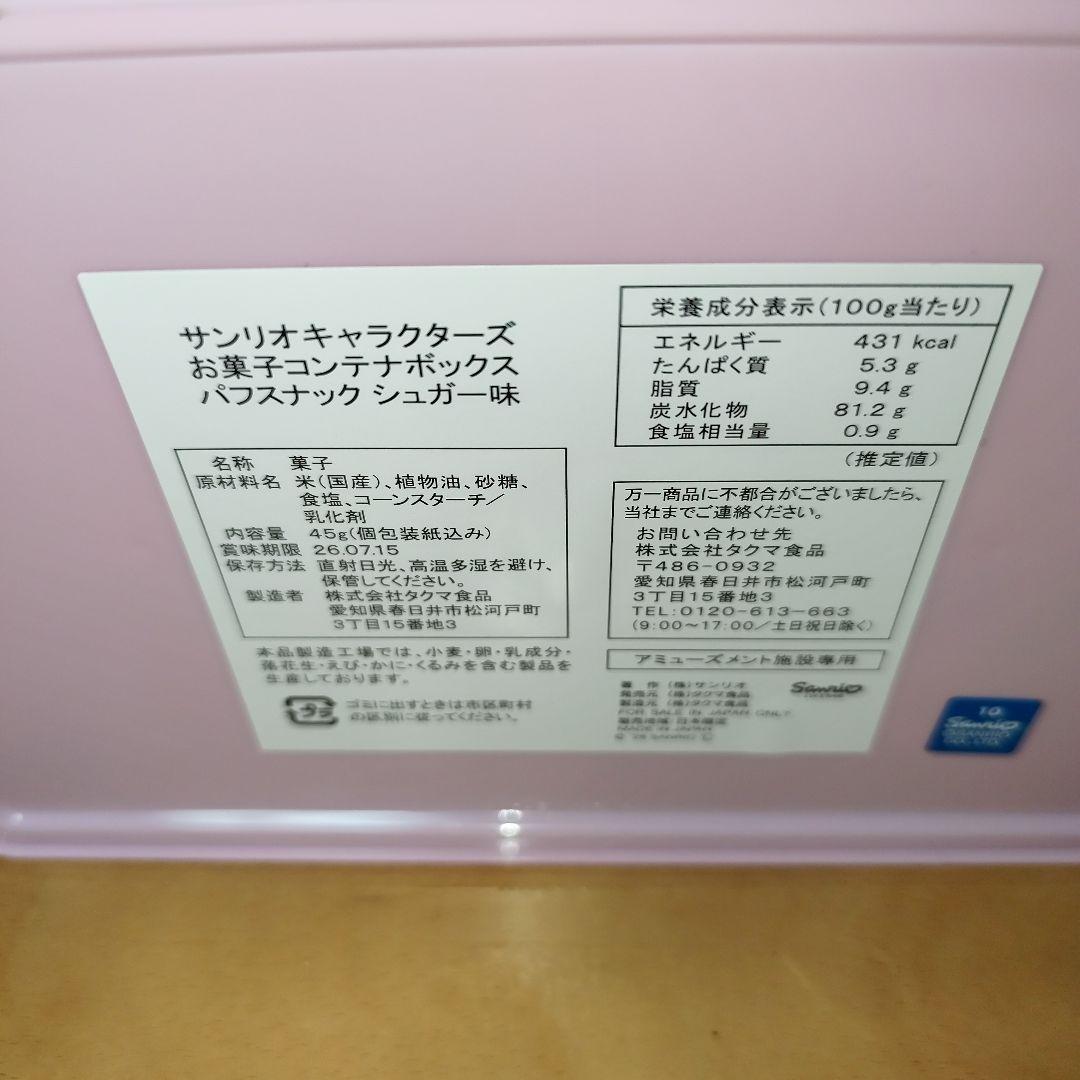 サンリオキャラクターズ
お菓子コンテナボックス
パフスナック シュガー味
名称 菓子
原材料名 米(国産)、植物油、砂糖、
食塩、コーンスターチ/
乳化剤
内容量 45g(個包装紙込み)
賞味期限 26.07.15
保存方法 直射日光、高温多湿を避け、
保管してください。
製造者 株式会社タクマ食品
愛知県春日井市松河戸町
3丁目15番地3
本品製造工場では、小麦・卵・乳成分・
落花生・えび・かに・くるみを含む製品を
生産しております。
プラ
ゴミに出すときは市区町村
の区別に従ってください。
栄養成分表示(100g当たり)
エネルギー 431 kcal
たんぱく質 5.3 g
脂質 9.4 g
炭水化物 81.2 g
食塩相当量 0.9 g
(推定値)
万一商品に不都合がございましたら、
当社までご連絡ください。
お問い合わせ先
株式会社タクマ食品
〒486-0932
愛知県春日井市松河戸町
3丁目15番地3
TEL:0120-613-663
(9:00~17:00/土日祝日除く)
アミューズメント施設専用
著 作 (株)サンリオ
発売元 (株)タクマ食品
製造元 (株)タクマ食品
FOR SALE IN JAPAN ONLY
販売地域:日本限定
MADE IN JAPAN
Sanrio
10
Sanrio
©SANRIO
CO., LTD.